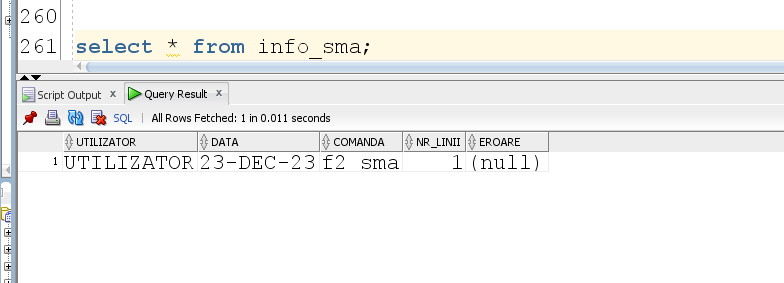 260
261 select * from info_sma;
Script Output x Query Result x
SQL | All Rows Fetched: 1 in 0.011 seconds
UTILIZATOR DATA COMANDA NR_LINII EROARE
1 UTILIZATOR 23-DEC-23 f2 sma 1 (null)